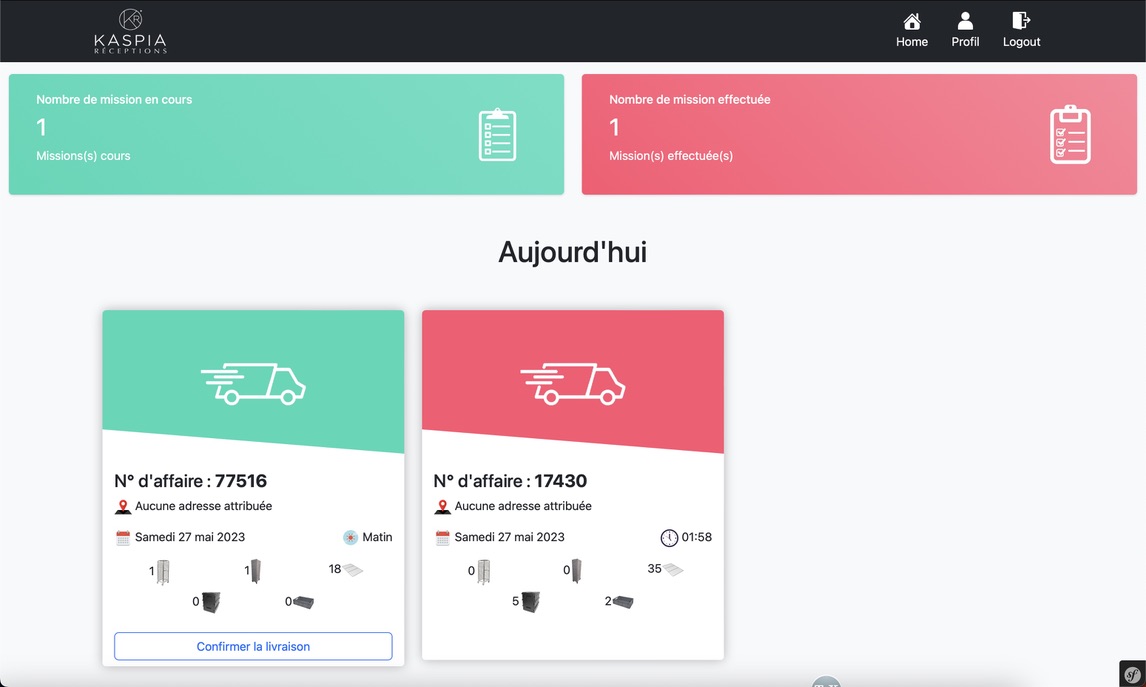 KR
KASPIA
RÉCEPTIONS
Home
Profil
Logout
Nombre de mission en cours
1
Missions(s) cours
Nombre de mission effectuée
1
Mission(s) effectuée(s)
Aujourd'hui
N° d'affaire : 77516
Aucune adresse attribuée
Samedi 27 mai 2023 Matin
1 1 18
0 0
Confirmer la livraison
N° d'affaire : 17430
Aucune adresse attribuée
Samedi 27 mai 2023 01:58
0 0 35
5 2
sf